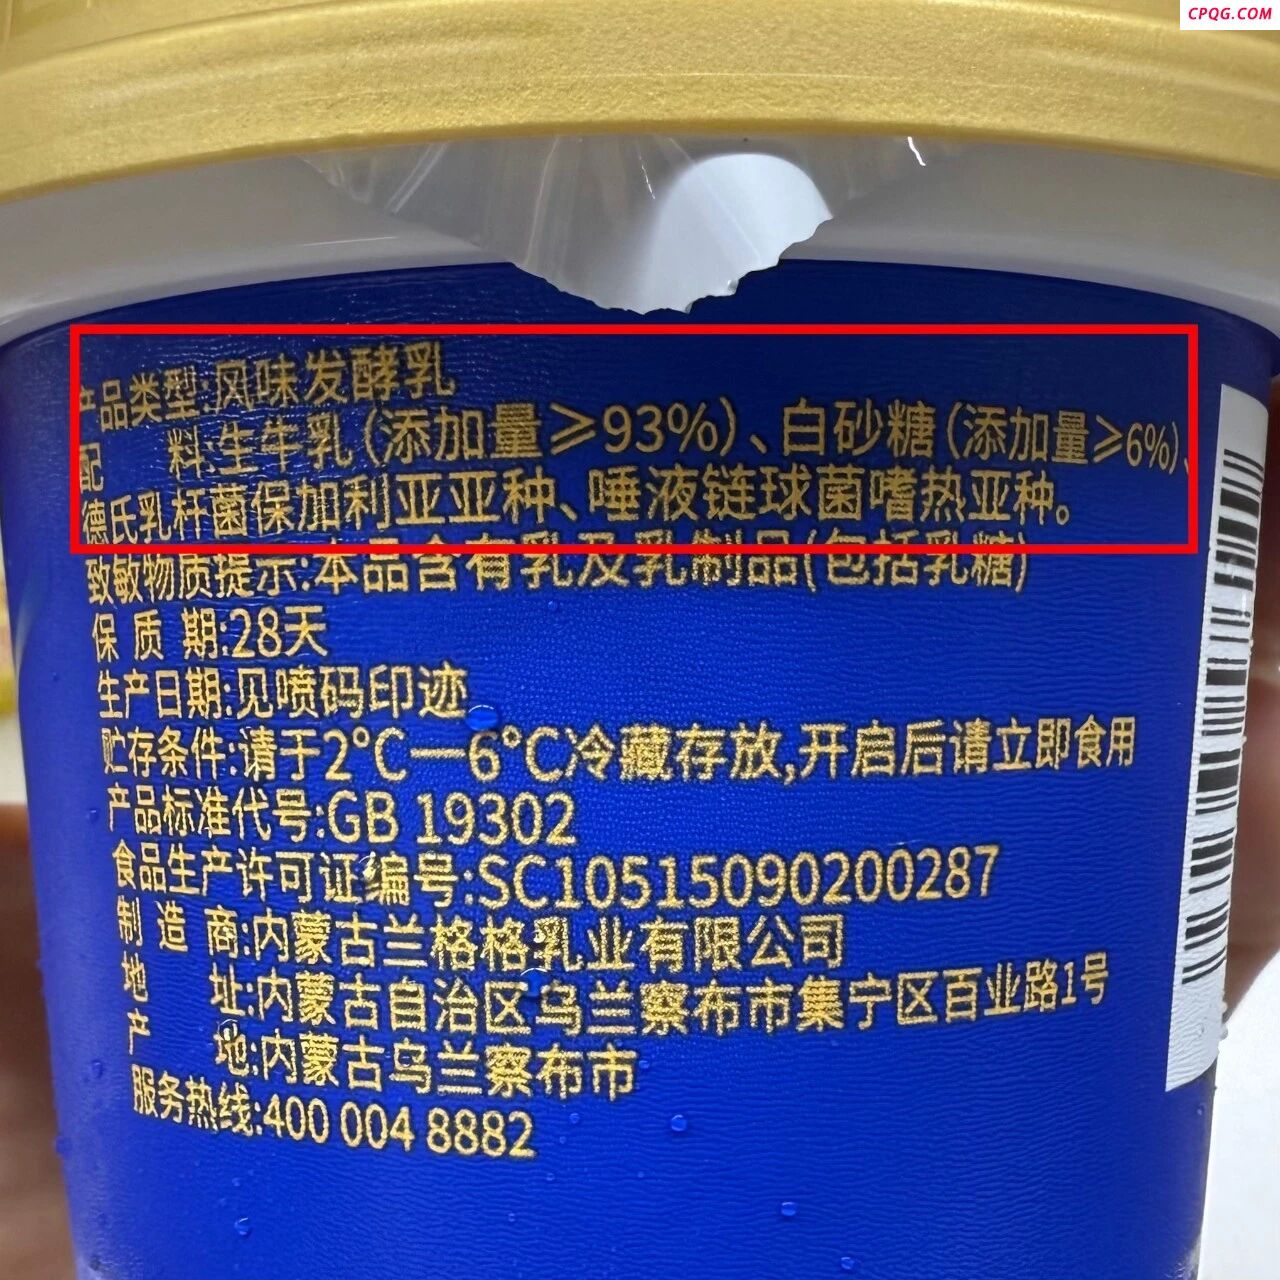 CPQG.COM
产品类型:风味发酵乳
配 料:生牛乳(添加量≥93%)、白砂糖(添加量≥6%)、
德氏乳杆菌保加利亚亚种、唾液链球菌嗜热亚种。
致敏物质提示:本品含有乳及乳制品(包括乳糖)
保 质 期:28天
生产日期:见喷码印迹
贮存条件:请于2°C—6°C冷藏存放,开启后请立即食用
产品标准代号:GB 19302
食品生产许可证编号:SC10515090200287
制 造 商:内蒙古兰格格乳业有限公司
地 址:内蒙古自治区乌兰察布市集宁区百业路1号
产 地:内蒙古乌兰察布市
服务热线:400 004 8882